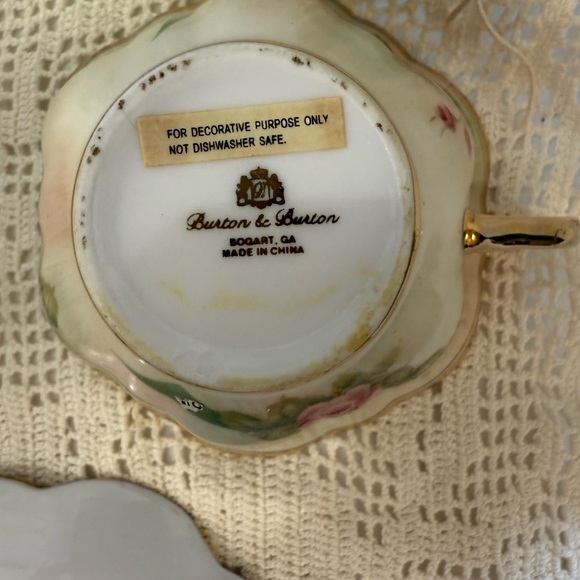 FOR DECORATIVE PURPOSE ONLY
NOT DISHWASHER SAFE.
Burton & Burton
BOGART, GA
MADE IN CHINA